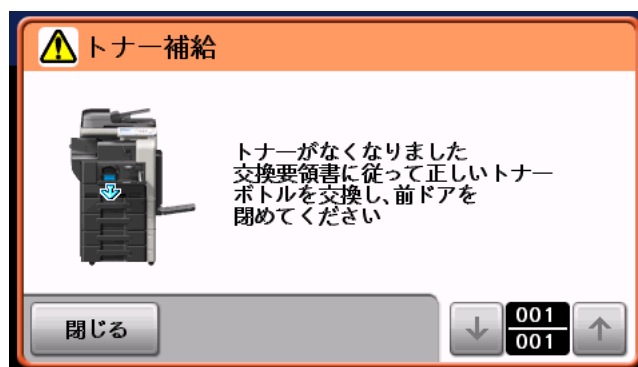 トナー補給
トナーがなくなりました
交換要領書に従って正しいトナー
ボトルを交換し、前ドアを
閉めてください
閉じる
001
001